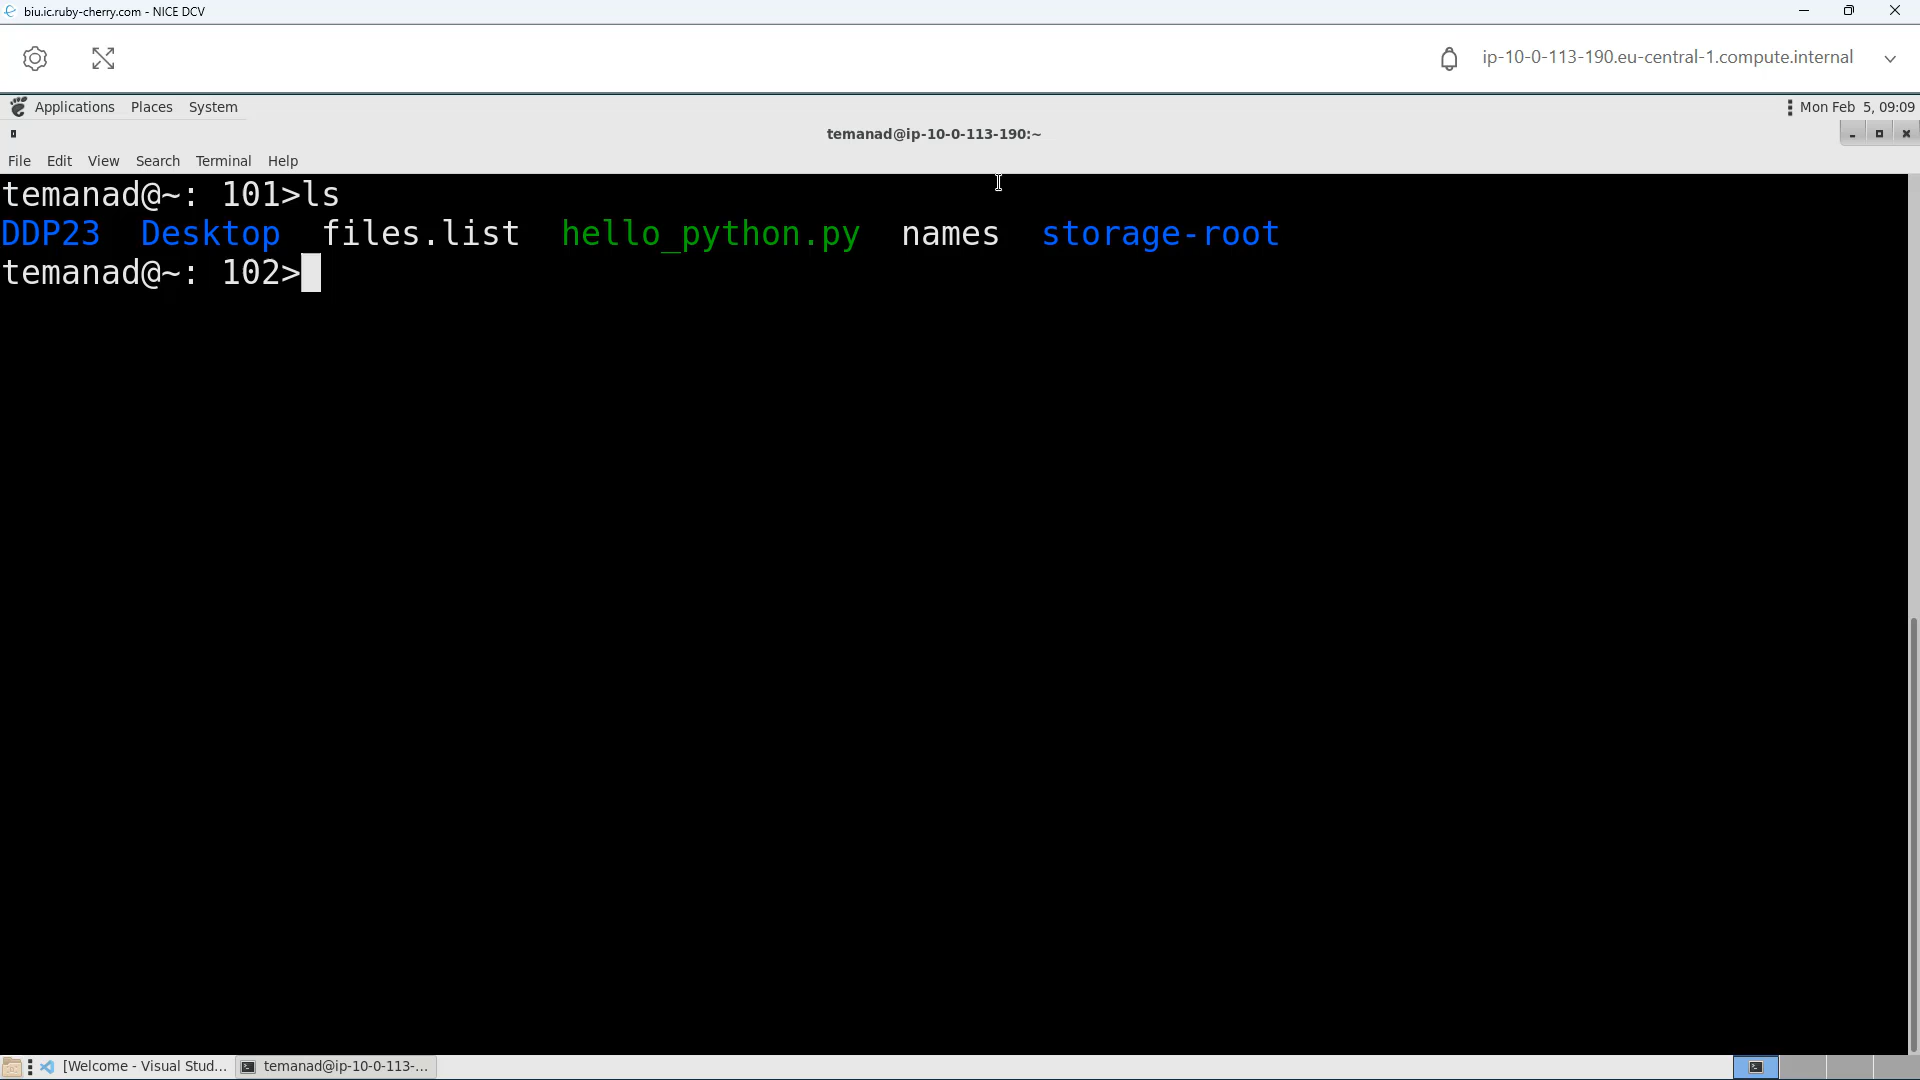 biu.ic.ruby-cherry.com - NICE DCV
ip-10-0-113-190.eu-central-1.compute.internal
Applications Places System
Mon Feb 5, 09:09
temanad@ip-10-0-113-190:~
File Edit View Search Terminal Help
temanad@~: 101>ls
DDP23 Desktop files.list hello_python.py names storage-root
temanad@~: 102>
[Welcome - Visual Stud...
temanad@ip-10-0-113-...